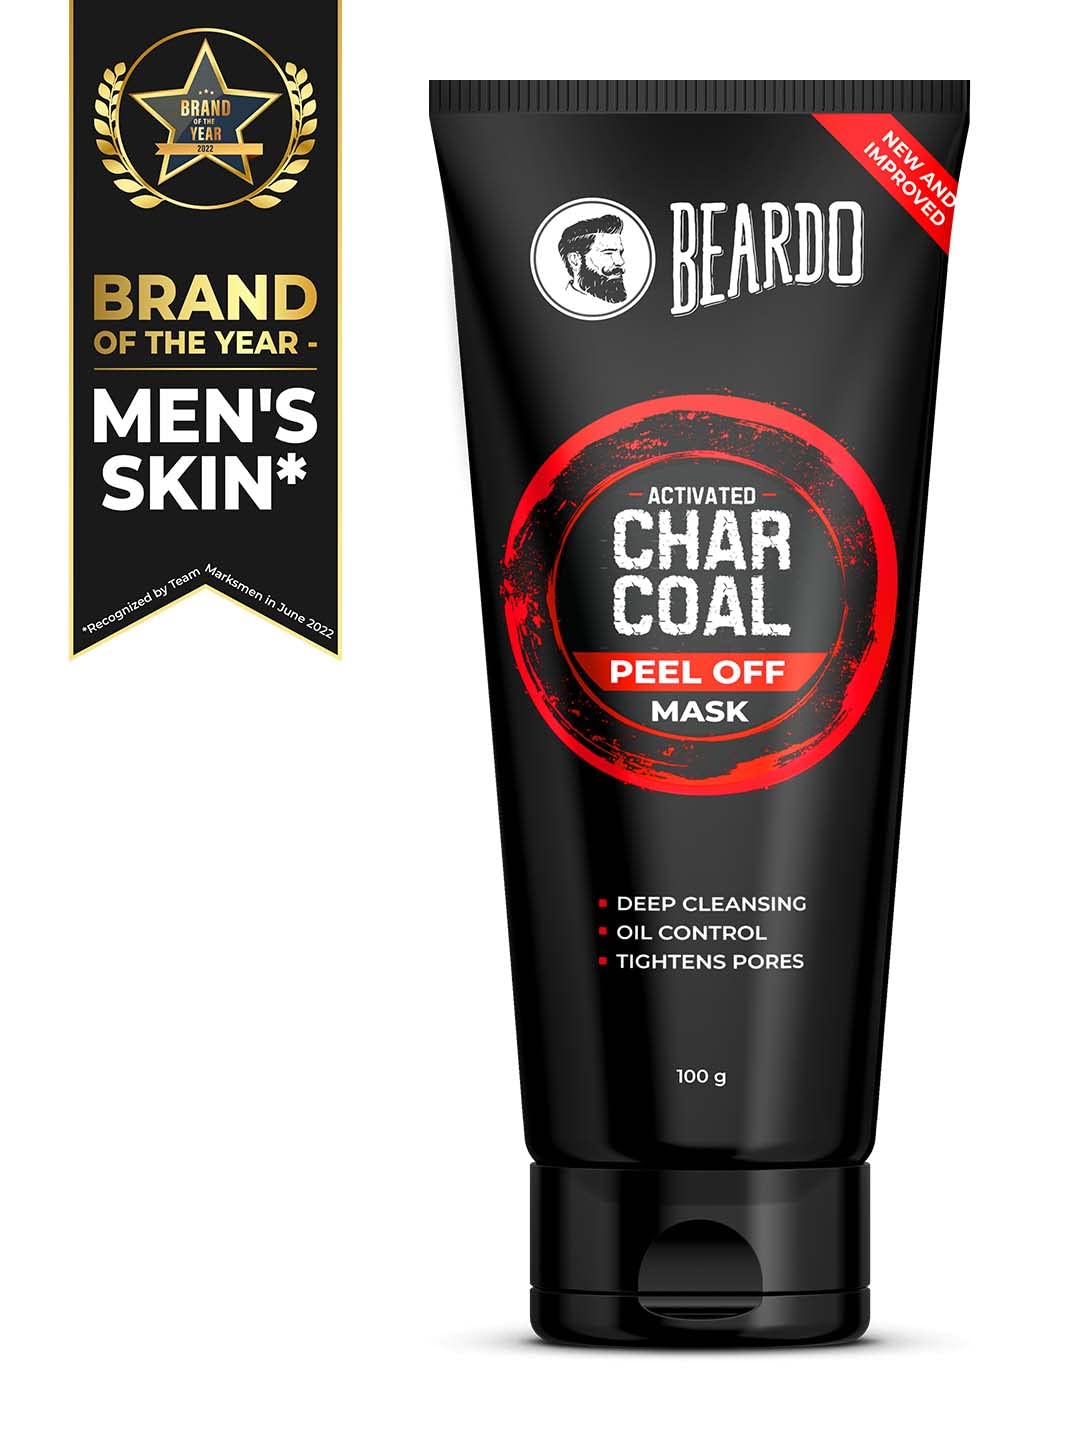 BRAND
OF THE
YEAR
2022
BRAND
OF THE YEAR -
MEN'S
SKIN*
*Recognized by Team Marksmen in June 2022
NEW AND
IMPROVED
BEARDO
ACTIVATED
CHAR
COAL
PEEL OFF
MASK
DEEP CLEANSING
OIL CONTROL
TIGHTENS PORES
100 g